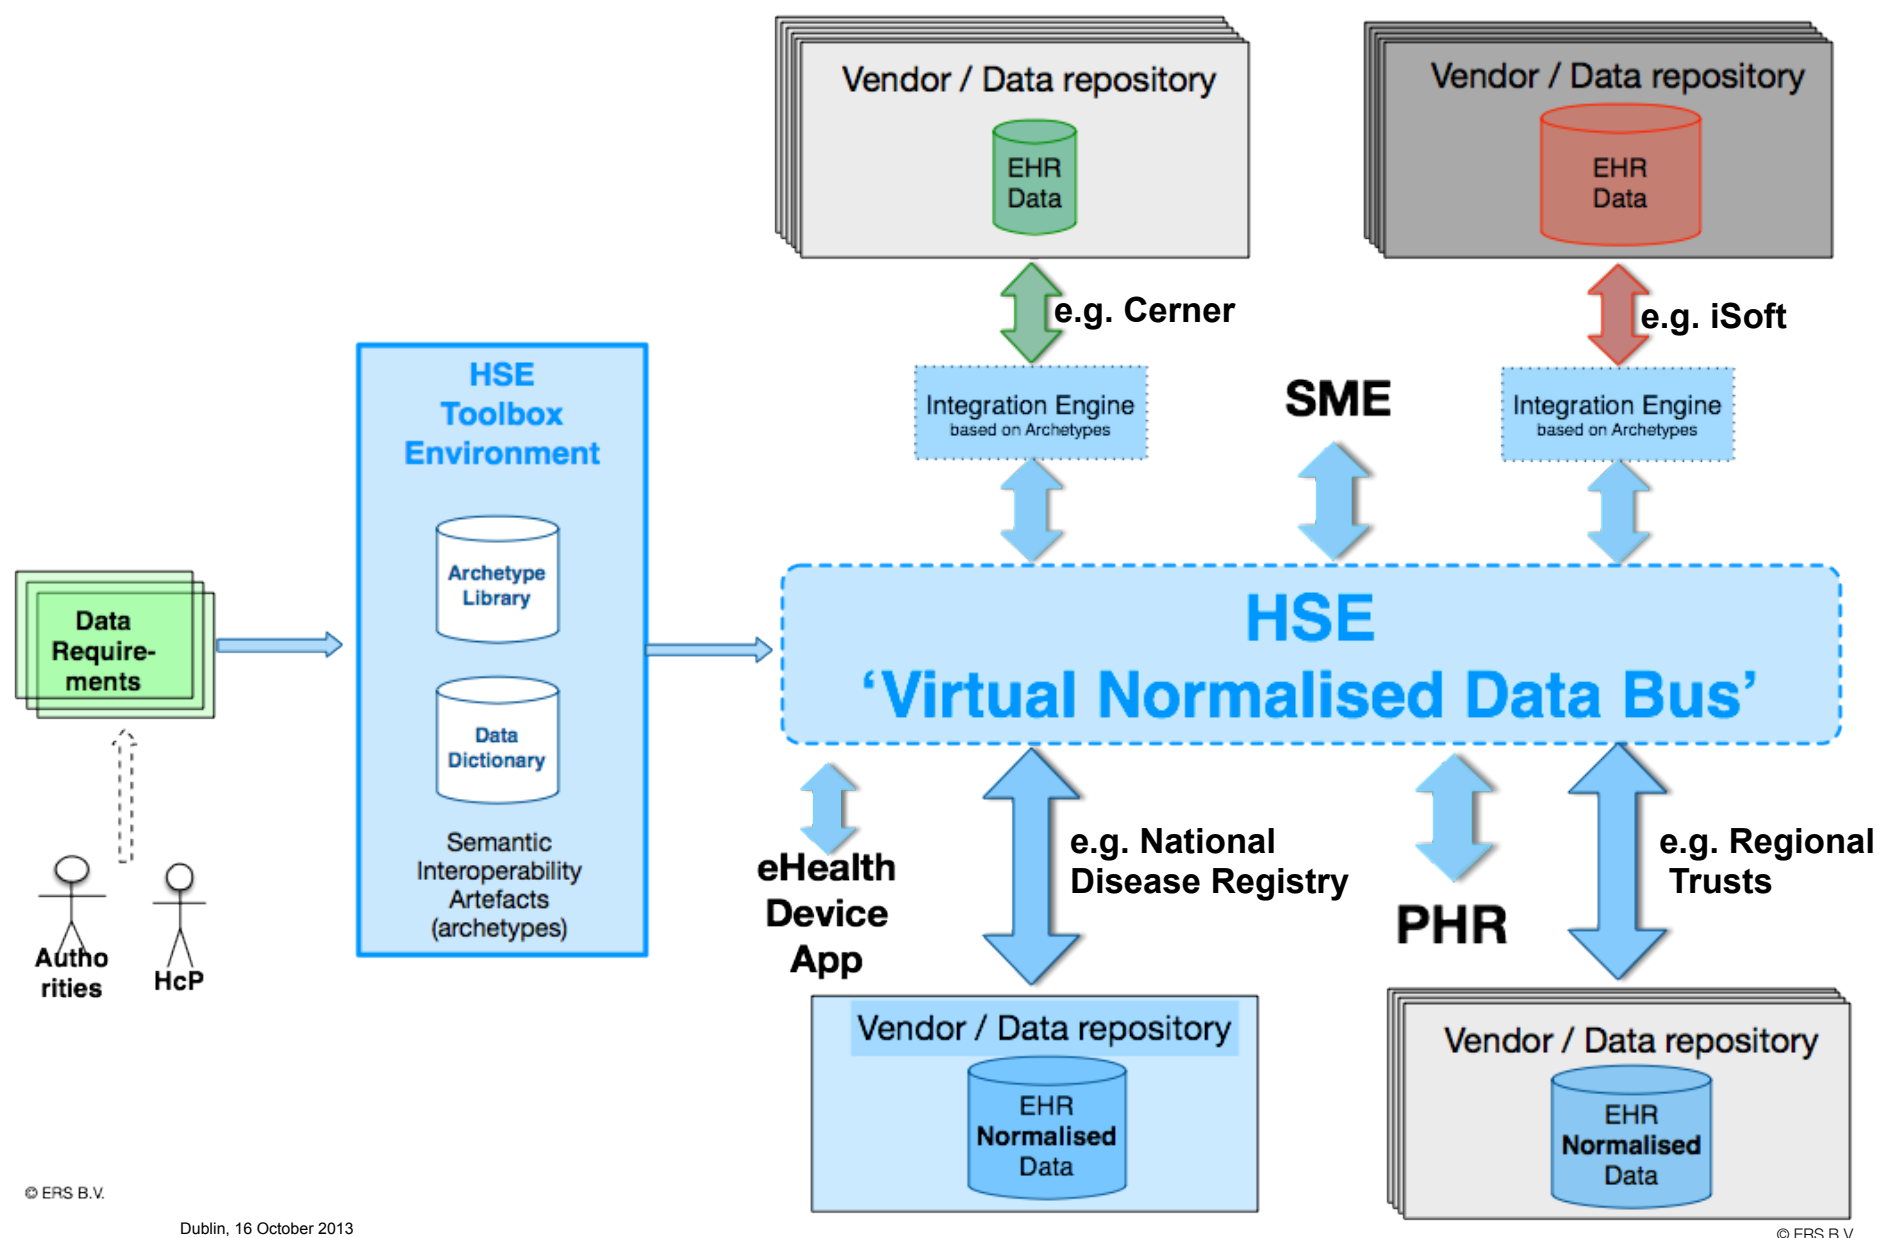 Vendor / Data repository
EHR
Data
Vendor / Data repository
EHR
Data
e.g. Cerner
e.g. iSoft
Integration Engine
based on Archetypes
SME
Integration Engine
based on Archetypes
HSE
Toolbox
Environment
Archetype
Library
Data
Dictionary
Semantic
Interoperability
Artefacts
(archetypes)
Data
Require-
ments
Autho
rities
HcP
HSE
‘Virtual Normalised Data Bus’
eHealth
Device
App
e.g. National
Disease Registry
PHR
e.g. Regional
Trusts
Vendor / Data repository
EHR
Normalised
Data
Vendor / Data repository
EHR
Normalised
Data
© ERS B.V.
Dublin, 16 October 2013
© ERS B.V